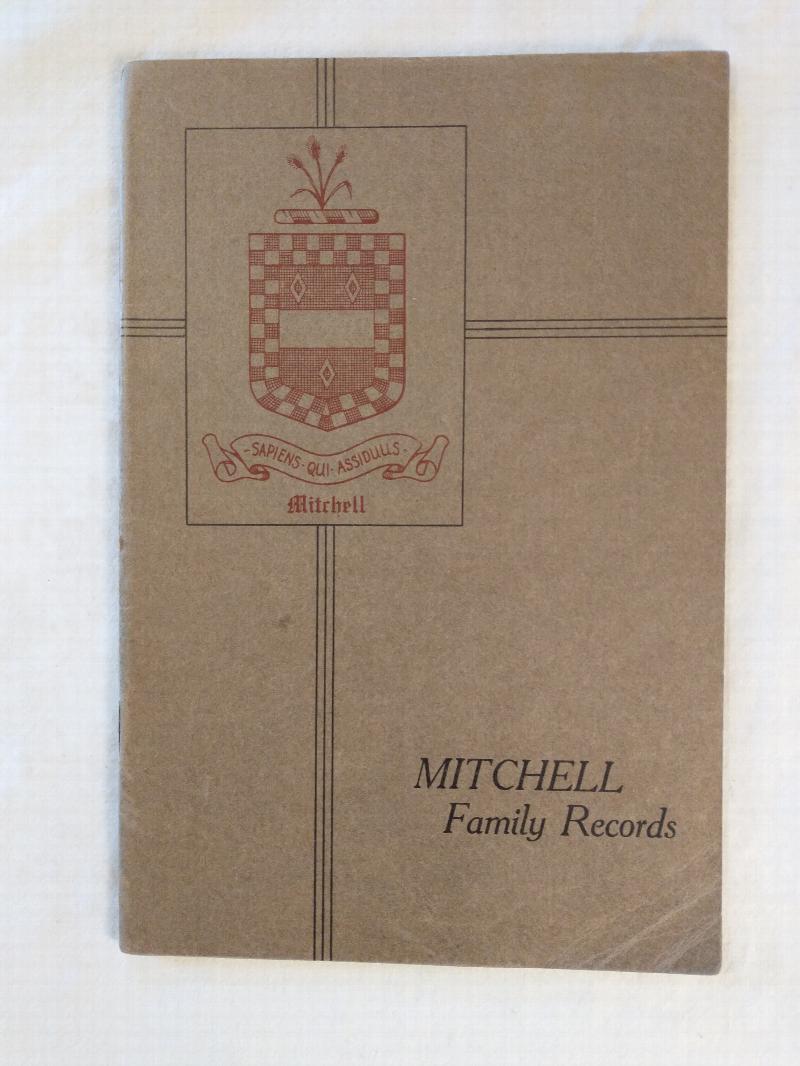 -SAPIENS·QUI·ASSIDUUS-
Mitchell
MITCHELL
Family Records